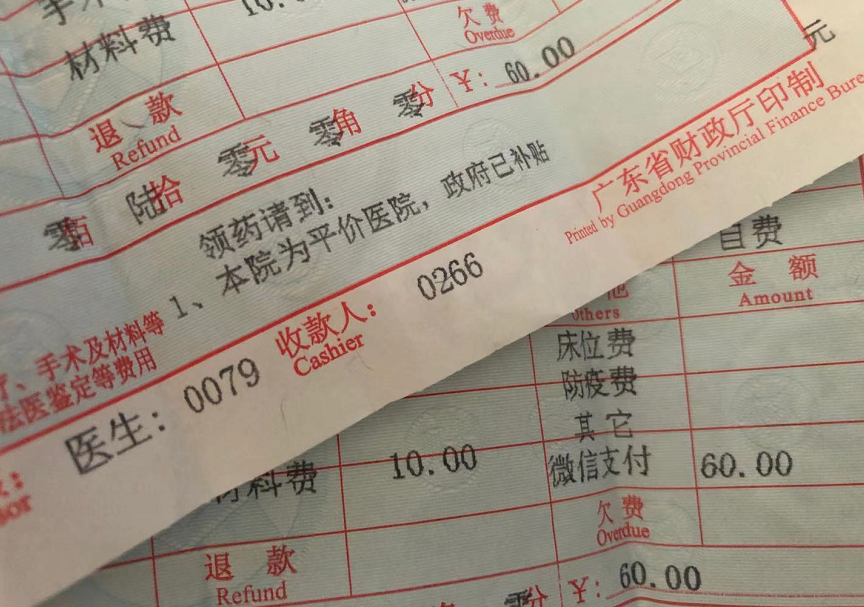 手术
10.
材料费
欠费
Overdue
退 款
Refund
¥: 60.00
元
零佰 陆拾 零元 零角 零分
领药请到:
1、本院为平价医院,政府已补贴
广东省财政厅印制
Printed by Guangdong Provincial Finance Bure
、手术及材料等
法医鉴定等费用
医生: 0079
收款人: 0266
Cashier
自费
金 额
Amount
他
Others
床位费
防疫费
其它
微信支付 60.00
材料费 10.00
欠 费
Overdue
退 款
Refund
零分 ¥: 60.00